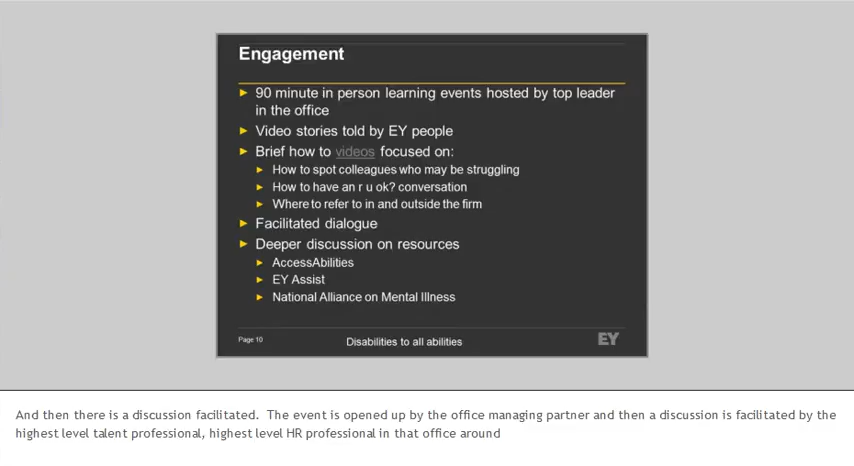 Engagement
► 90 minute in person learning events hosted by top leader
in the office
► Video stories told by EY people
► Brief how to videos focused on:
► How to spot colleagues who may be struggling
► How to have an r u ok? conversation
► Where to refer to in and outside the firm
► Facilitated dialogue
► Deeper discussion on resources
► AccessAbilities
► EY Assist
► National Alliance on Mental Illness
Page 10 Disabilities to all abilities EY
And then there is a discussion facilitated.  The event is opened up by the office managing partner and then a discussion is facilitated by the
highest level talent professional, highest level HR professional in that office around